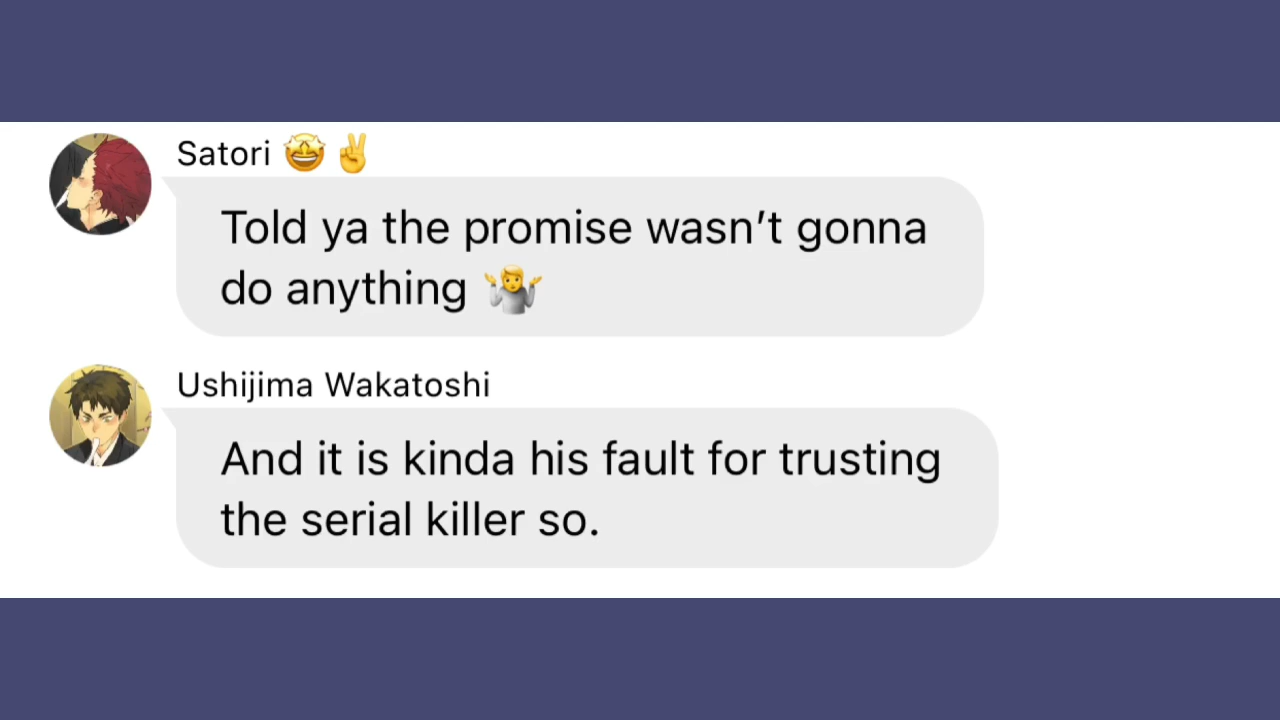 Satori 🤩✌️
Told ya the promise wasn’t gonna
do anything 🤷
Ushijima Wakatoshi
And it is kinda his fault for trusting
the serial killer so.